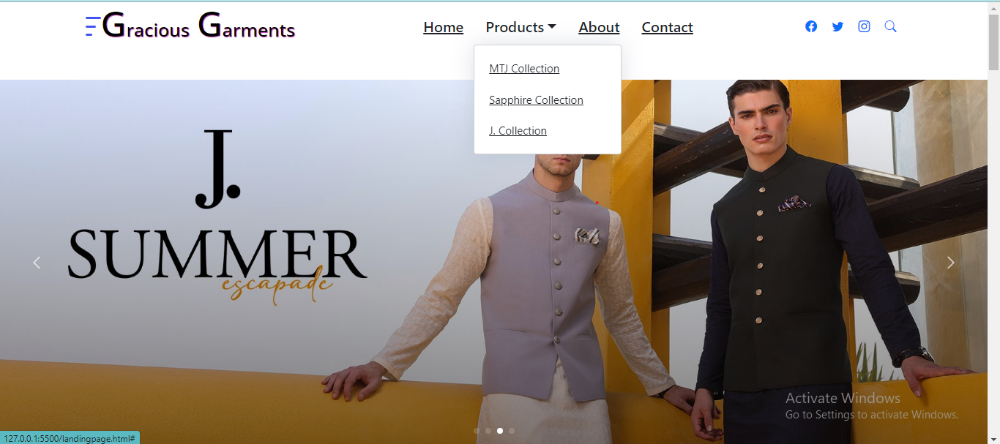 Gracious Garments
Home Products About Contact
MTJ Collection
Sapphire Collection
J. Collection
J.
SUMMER
escapade
Activate Windows
Go to Settings to activate Windows.
127.0.0.1:5500/landingpage.html#